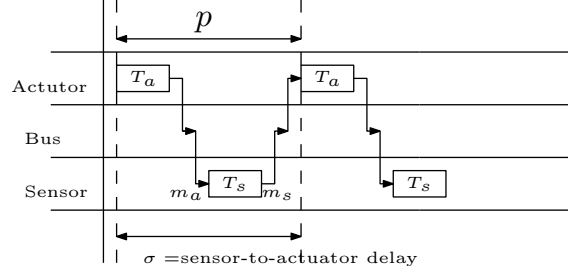 p
T_a T_a
Actutor
Bus
m_a T_s m_s T_s
Sensor
σ =sensor-to-actuator delay